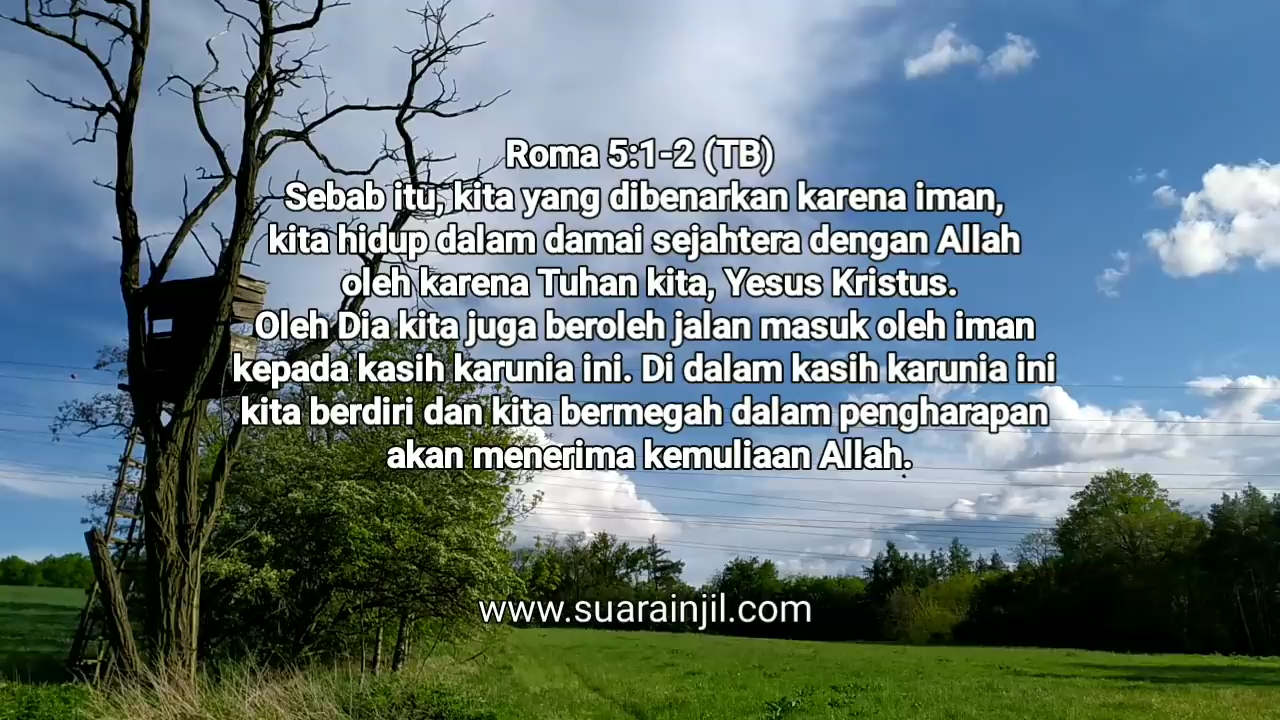 Roma 5:1-2 (TB)
Sebab itu, kita yang dibenarkan karena iman,
kita hidup dalam damai sejahtera dengan Allah
oleh karena Tuhan kita, Yesus Kristus.
Oleh Dia kita juga beroleh jalan masuk oleh iman
kepada kasih karunia ini. Di dalam kasih karunia ini
kita berdiri dan kita bermegah dalam pengharapan
akan menerima kemuliaan Allah.
www.suarainjil.com